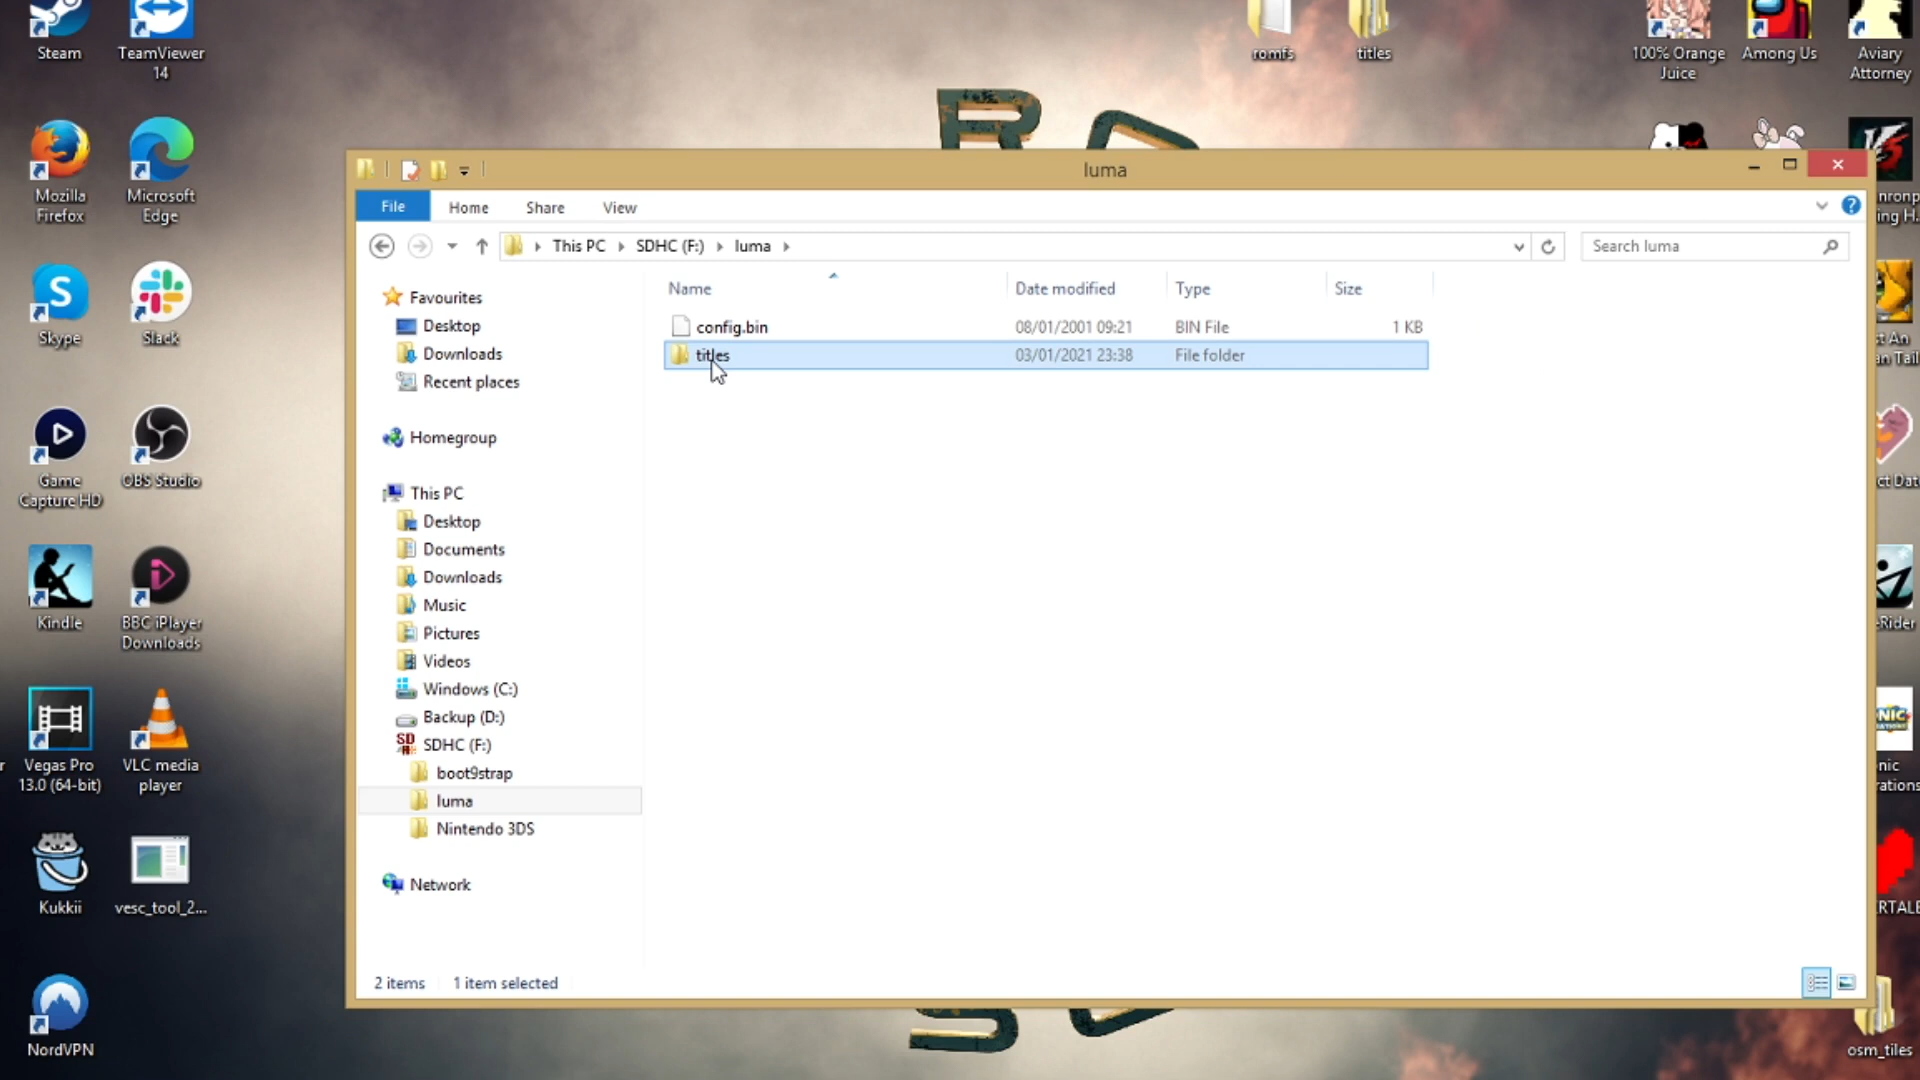 Steam
TeamViewer
14
romfs
titles
100% Orange
Juice
Among Us
Aviary
Attorney
Mozilla
Firefox
Microsoft
Edge
Skype
Slack
Game
Capture HD
OBS Studio
Kindle
BBC iPlayer
Downloads
Vegas Pro
13.0 (64-bit)
VLC media
player
Kukkii
vesc_tool_2...
NordVPN
luma
File
Home
Share
View
This PC
SDHC (F:)
luma
Search luma
Name
Date modified
Type
Size
config.bin
08/01/2001 09:21
BIN File
1 KB
titles
03/01/2021 23:38
File folder
Favourites
Desktop
Downloads
Recent places
Homegroup
This PC
Desktop
Documents
Downloads
Music
Pictures
Videos
Windows (C:)
Backup (D:)
SD
SDHC (F:)
boot9strap
luma
Nintendo 3DS
Network
2 items
1 item selected
osm_tiles